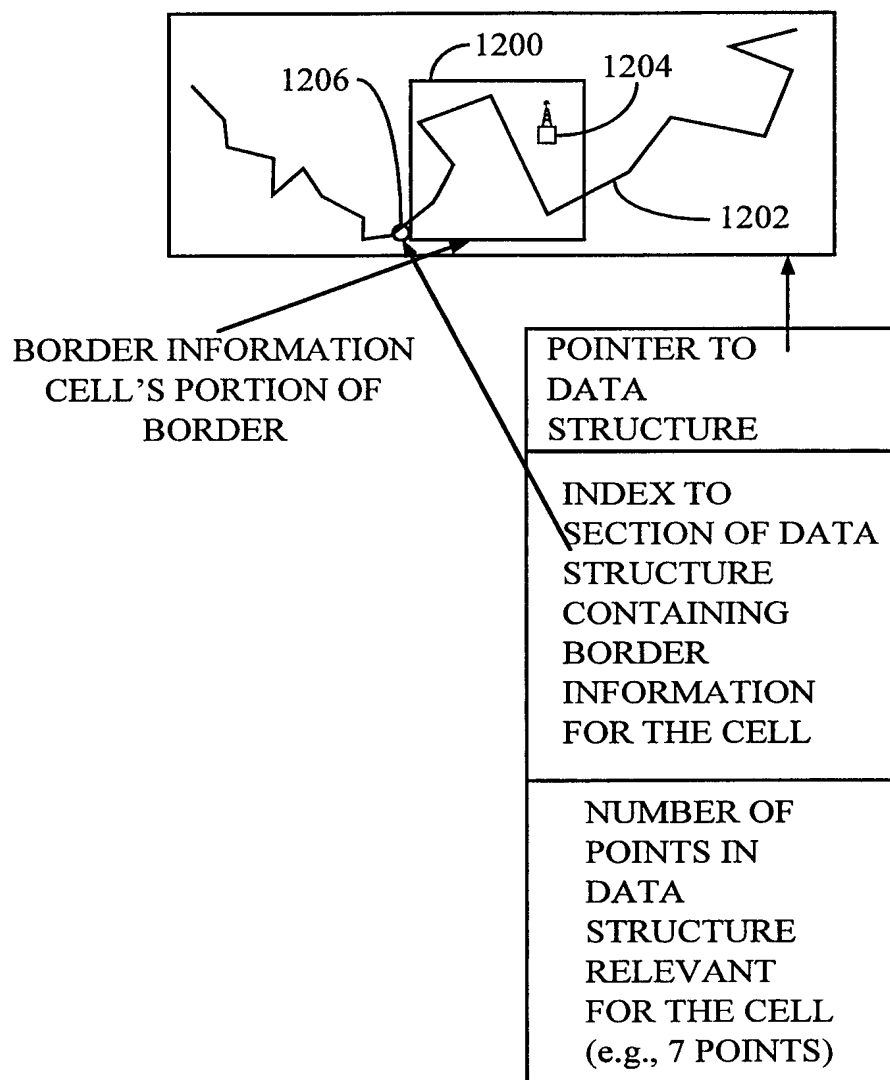 1200
1206
1204
1202
BORDER INFORMATION
CELL'S PORTION OF
BORDER
POINTER TO
DATA
STRUCTURE
INDEX TO
SECTION OF DATA
STRUCTURE
CONTAINING
BORDER
INFORMATION
FOR THE CELL
NUMBER OF
POINTS IN
DATA
STRUCTURE
RELEVANT
FOR THE CELL
(e.g., 7 POINTS)